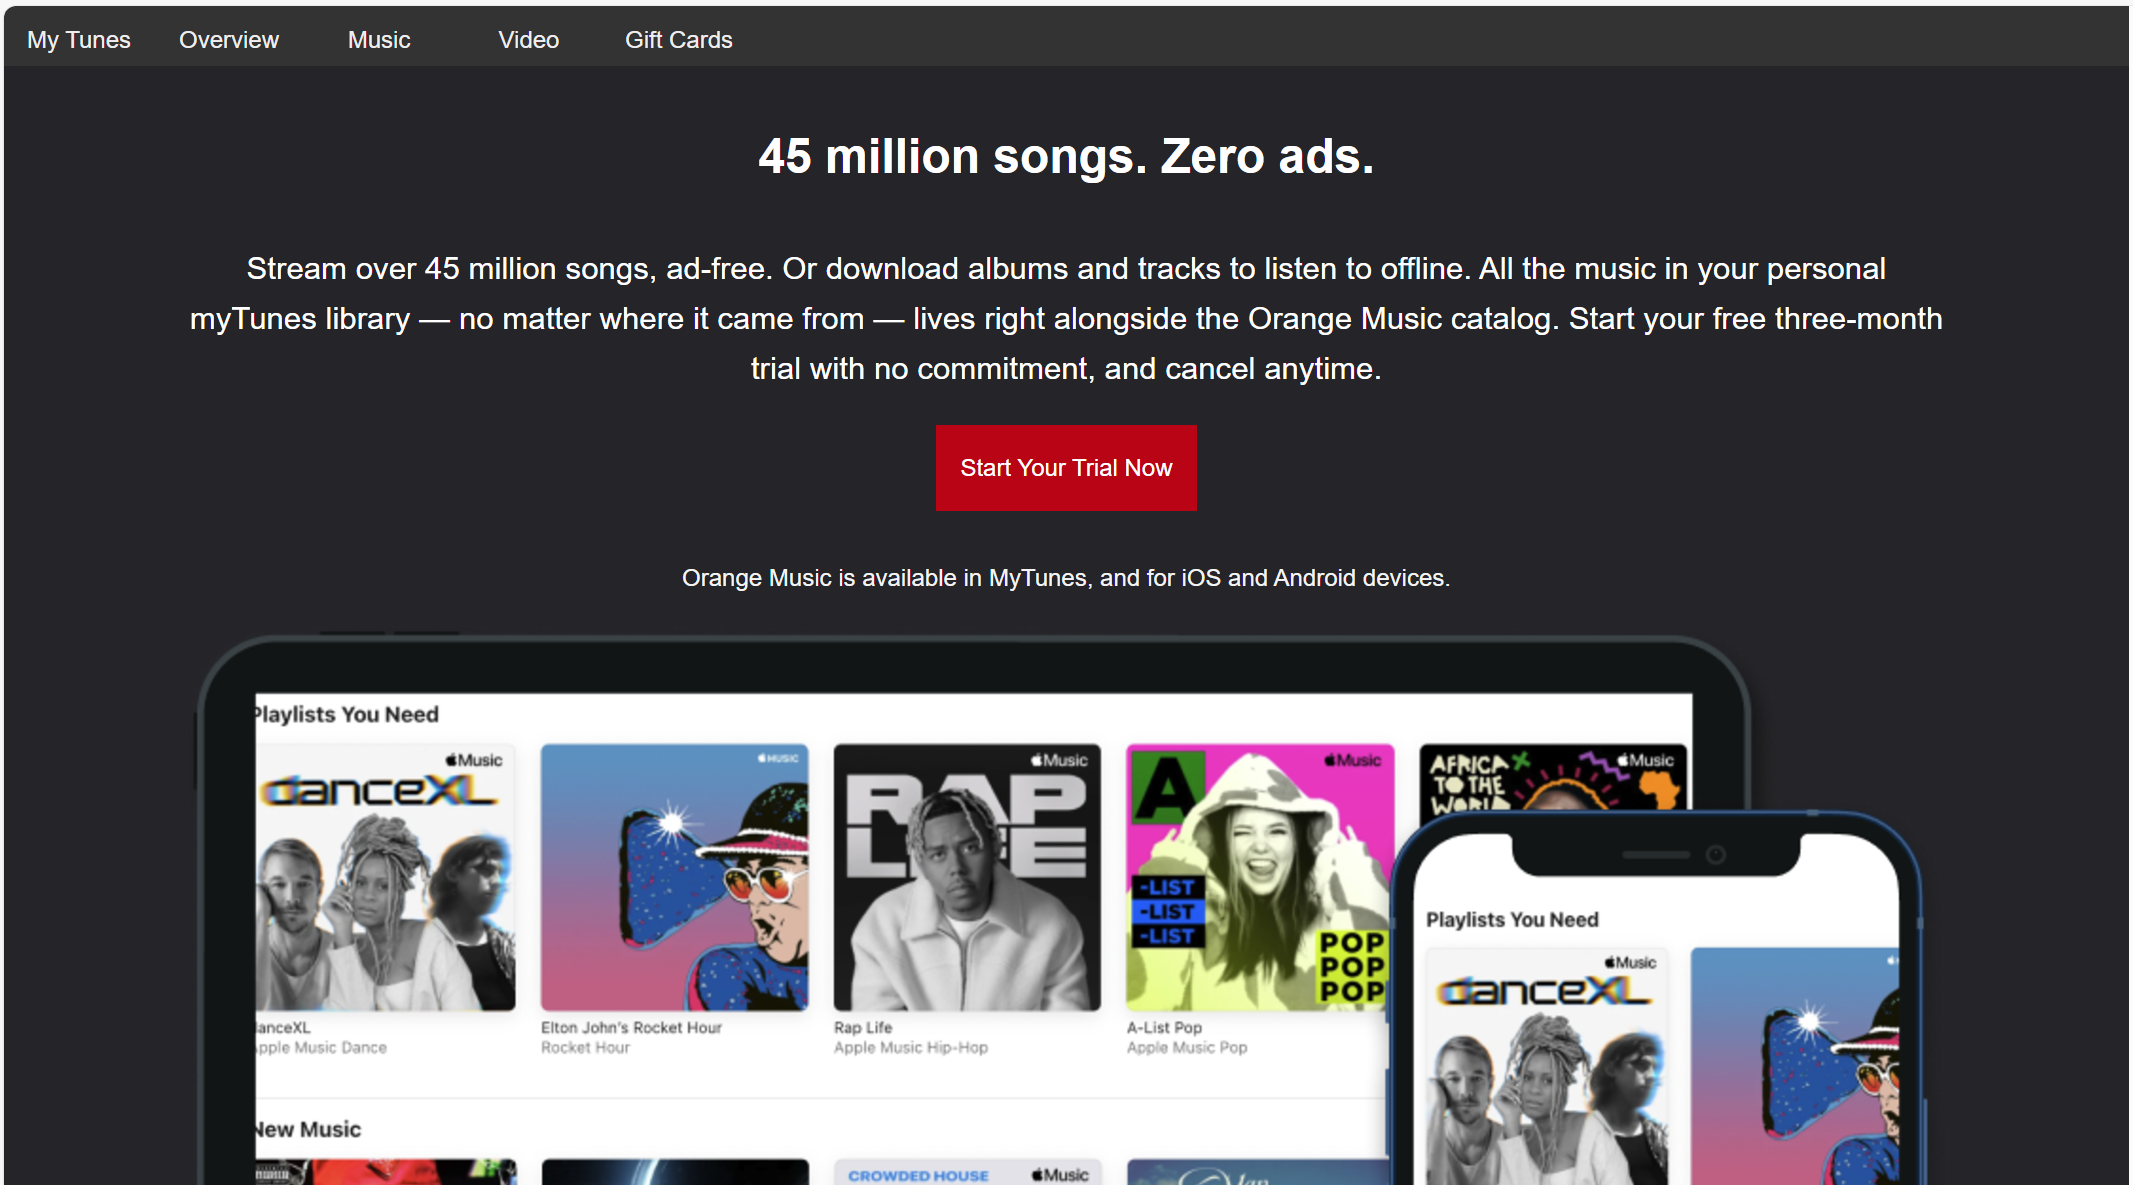 My Tunes Overview Music Video Gift Cards
45 million songs. Zero ads.
Stream over 45 million songs, ad-free. Or download albums and tracks to listen to offline. All the music in your personal
myTunes library — no matter where it came from — lives right alongside the Orange Music catalog. Start your free three-month
trial with no commitment, and cancel anytime.
Start Your Trial Now
Orange Music is available in MyTunes, and for iOS and Android devices.
Playlists You Need
Music
danceXL
MUSIC
Music
RAP
LIFE
Music
A
-LIST
-LIST
-LIST
POP
POP
POP
Music
AFRICA
TO THE
WORLD
danceXL
Apple Music Dance
Elton John's Rocket Hour
Rocket Hour
Rap Life
Apple Music Hip-Hop
A-List Pop
Apple Music Pop
New Music
CROWDED HOUSE
Music
Playlists You Need
Music
danceXL